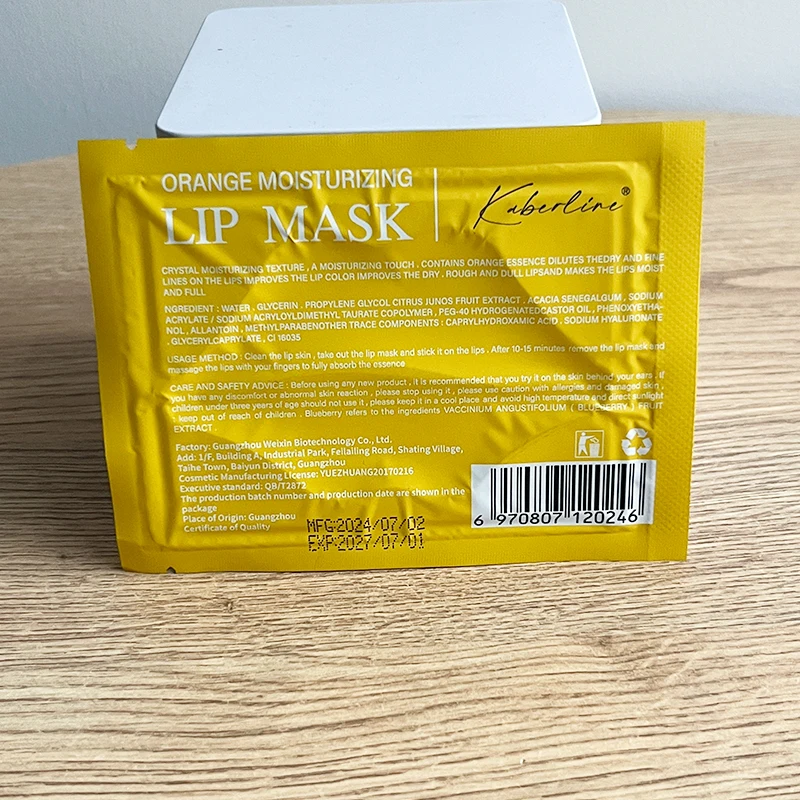 ORANGE MOISTURIZING
LIP MASK
Kaberline®
CRYSTAL MOISTURIZING TEXTURE , A MOISTURIZING TOUCH . CONTAINS ORANGE ESSENCE DILUTES THEDRY AND FINE
LINES ON THE LIPS IMPROVES THE LIP COLOR IMPROVES THE DRY . ROUGH AND DULL LIPSAND MAKES THE LIPS MOIST
AND FULL
NGREDIENT : WATER . GLYCERIN . PROPYLENE GLYCOL CITRUS JUNOS FRUIT EXTRACT . ACACIA SENEGALGUM . SODIUM
ACRYLATE / SODIUM ACRYLOYLDIMETHYL TAURATE COPOLYMER , PEG-40 HYDROGENATEDCASTOR OIL , PHENOXYETHA-
NOL , ALLANTOIN . METHYLPARABENOTHER TRACE COMPONENTS : CAPRYLHYDROXAMIC ACID . SODIUM HYALURONATE
. GLYCERYLCAPRYLATE , CI 16035
USAGE METHOD : Clean the lip skin , take out the lip mask and stick it on the lips . After 10-15 minutes remove the lip mask and
massage the lips with your fingers to fully absorb the essence
CARE AND SAFETY ADVICE : Before using any new product , it is recommended that you try it on the skin behind your ears . If
you have any discomfort or abnormal skin reaction , please stop using it , please use caution with allergies and damaged skin ,
children under three years of age should not use it , please keep it in a cool place and avoid high temperature and direct sunlight
: keep out of reach of children . Blueberry refers to the ingredients VACCINIUM ANGUSTIFOLIUM ( BLUEBERRY ) FRUIT
EXTRACT .
Factory: Guangzhou Weixin Biotechnology Co., Ltd.
Add: 1/F, Building A, Industrial Park, Fellalling Road, Shating Village,
Taihe Town, Baiyun District, Guangzhou
Cosmetic Manufacturing License: YUEZHUANG20170216
Executive standard: QB/T2872
The production batch number and production date are shown in the
package
Place of Origin: Guangzhou
Certificate of Quality
MFG:2024/07/02
EXP:2027/07/01
6 970807 120246